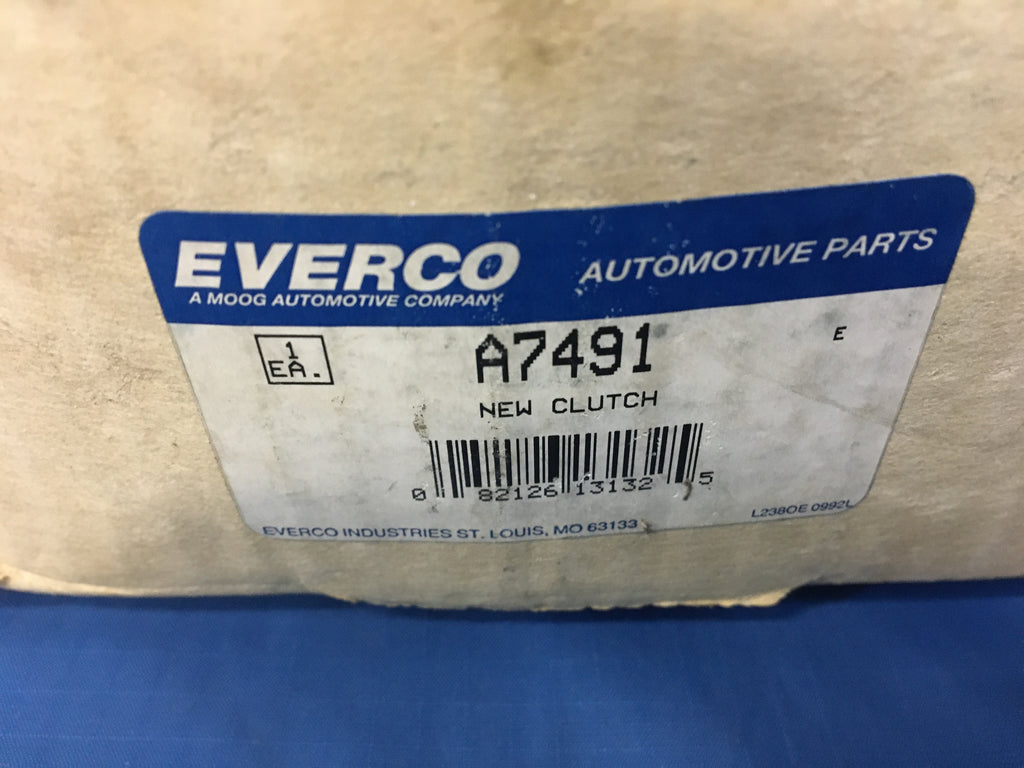 EVERCO
A MOOG AUTOMOTIVE COMPANY
AUTOMOTIVE PARTS
1
EA.
A7491
E
NEW CLUTCH
0 82126 13132 5
EVERCO INDUSTRIES ST. LOUIS, MO 63133
L238OE 0992L